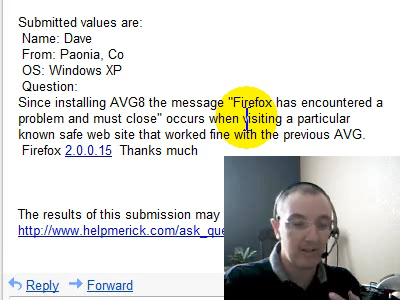 Submitted values are:
Name: Dave
From: Paonia, Co
OS: Windows XP
Question:
Since installing AVG8 the message "Firefox has encountered a
problem and must close" occurs when visiting a particular
known safe web site that worked fine with the previous AVG.
Firefox 2.0.0.15  Thanks much
The results of this submission may
http://www.helpmerick.com/ask_que
Reply Forward